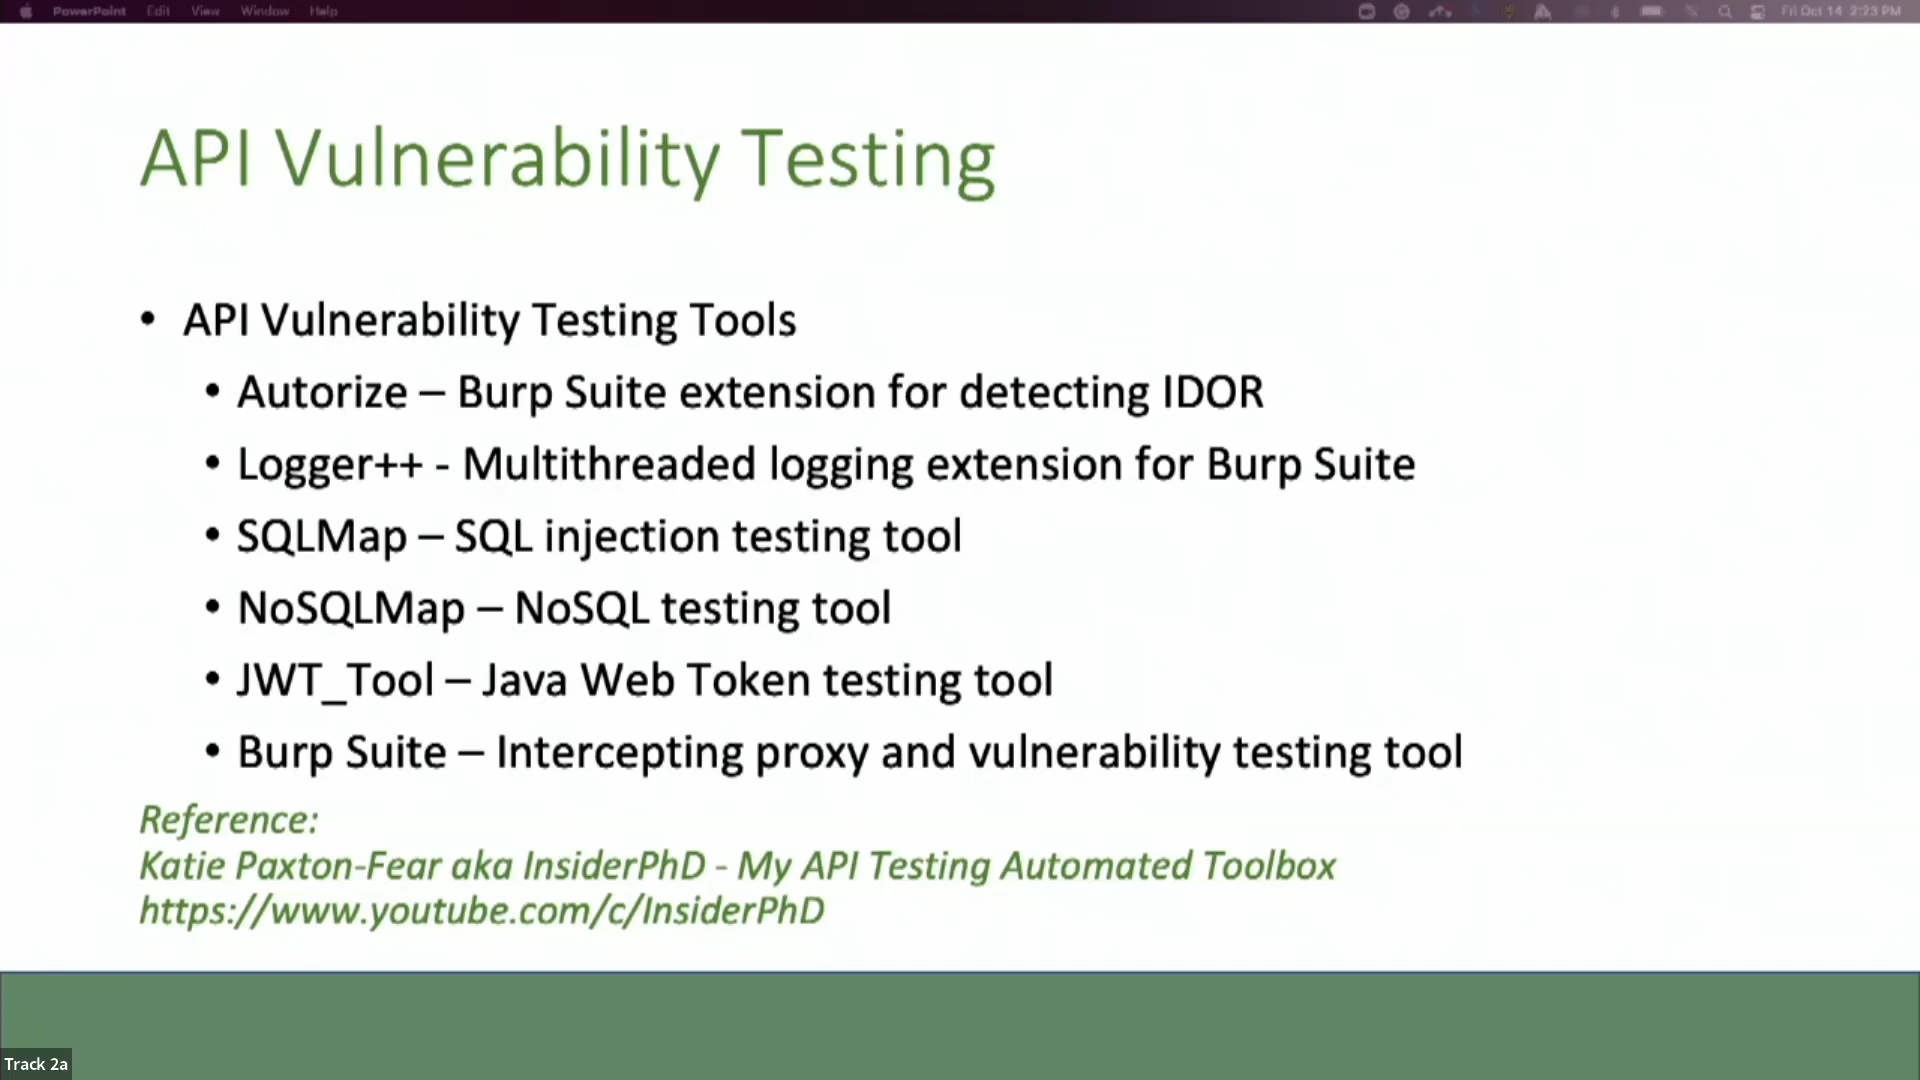 PowerPoint Edit View Window Help Fri Oct 14 2:23 PM
API Vulnerability Testing
• API Vulnerability Testing Tools
• Autorize – Burp Suite extension for detecting IDOR
• Logger++ - Multithreaded logging extension for Burp Suite
• SQLMap – SQL injection testing tool
• NoSQLMap – NoSQL testing tool
• JWT_Tool – Java Web Token testing tool
• Burp Suite – Intercepting proxy and vulnerability testing tool
Reference:
Katie Paxton-Fear aka InsiderPhD - My API Testing Automated Toolbox
https://www.youtube.com/c/InsiderPhD
Track 2a